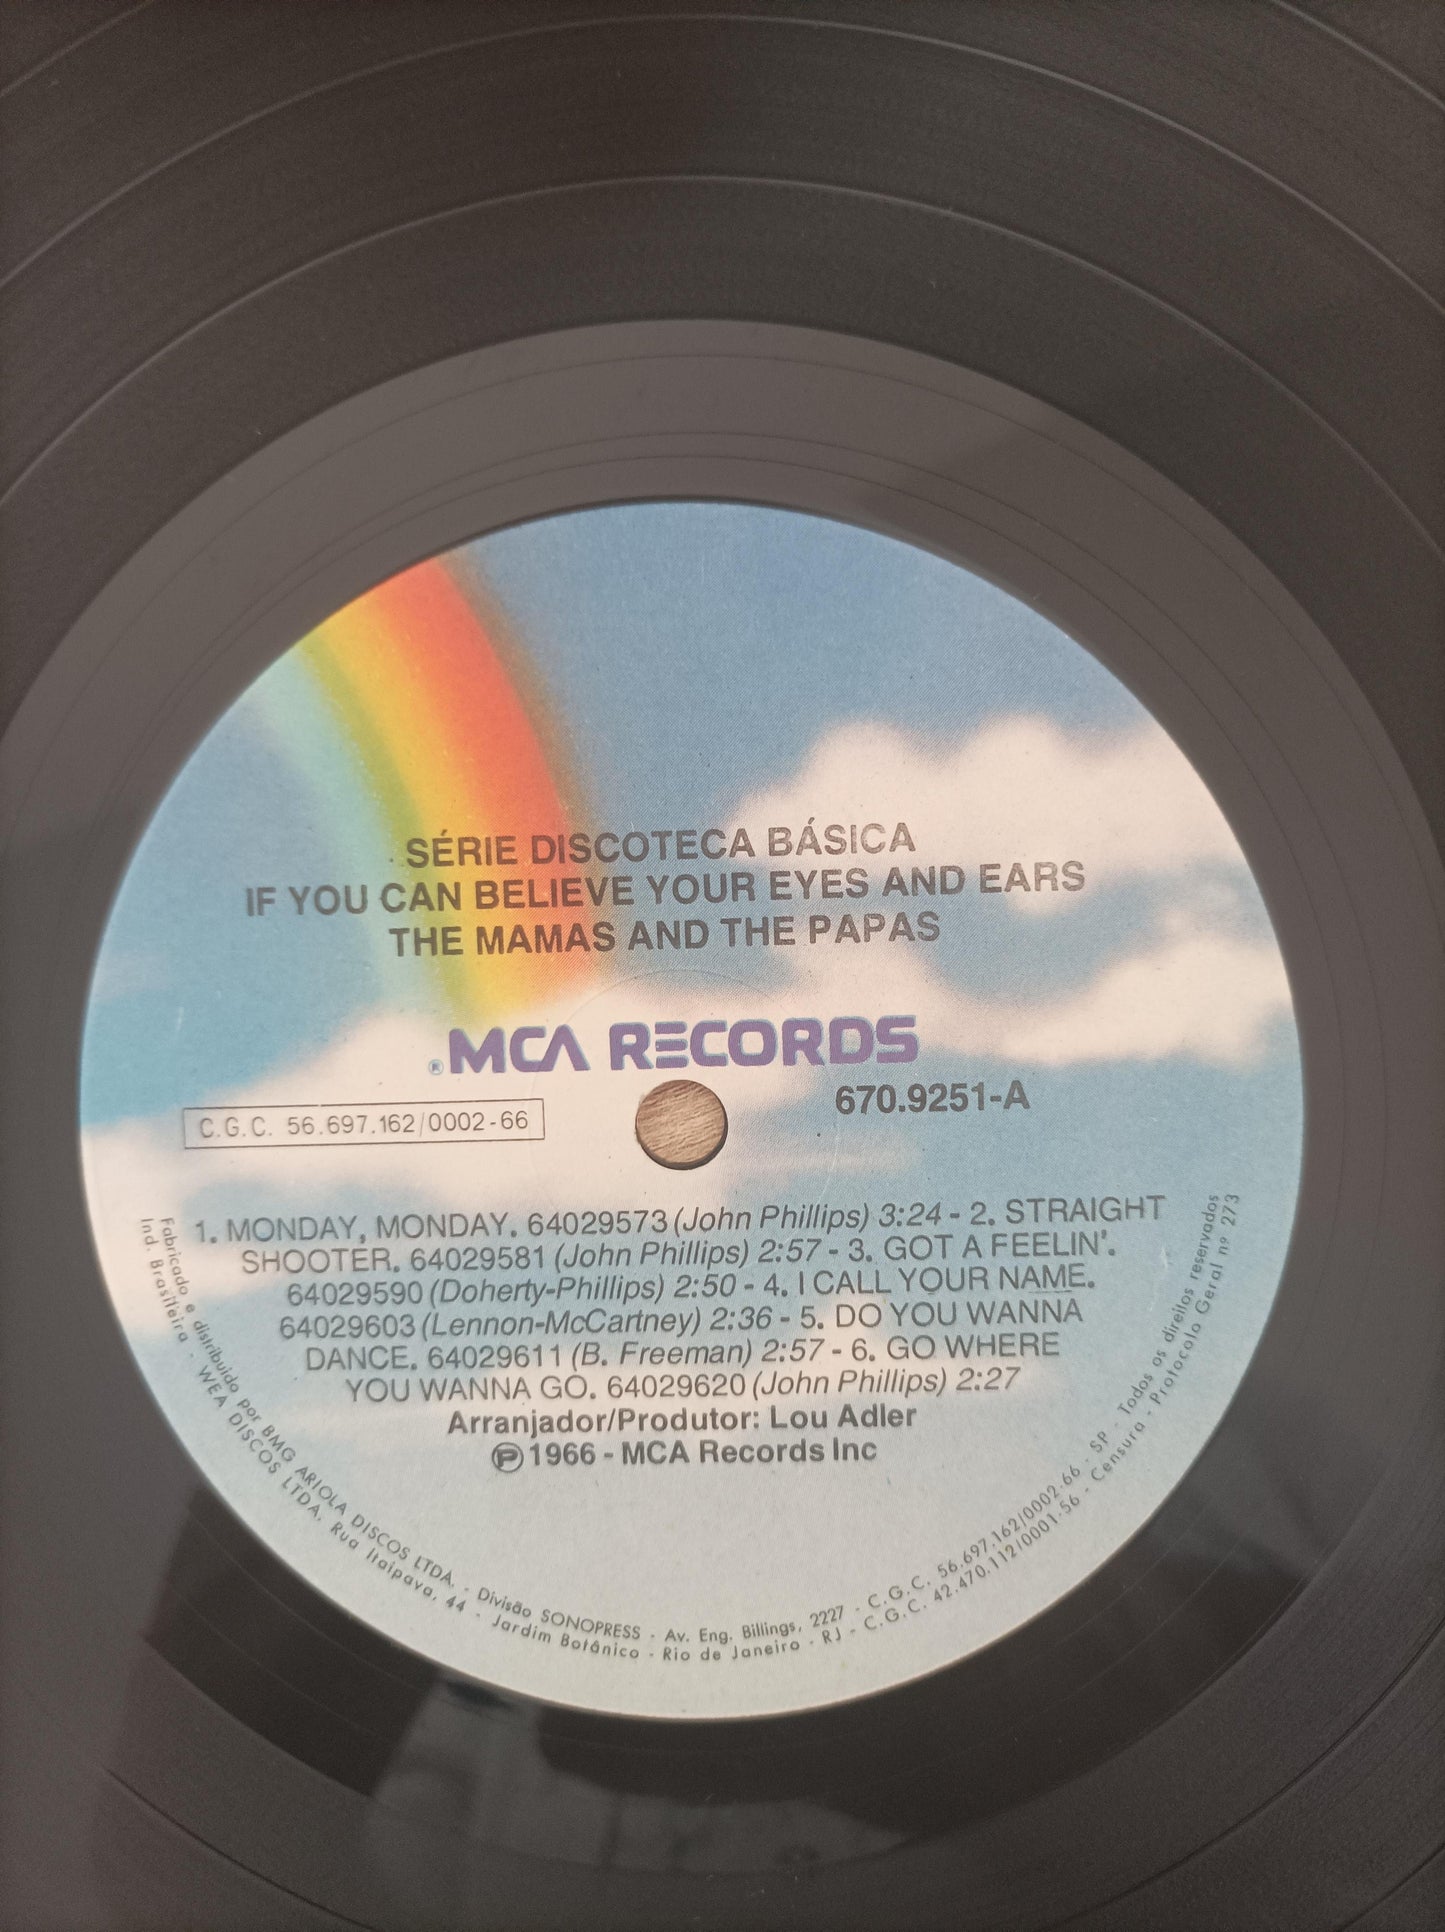 SÉRIE DISCOTECA BÁSICA
IF YOU CAN BELIEVE YOUR EYES AND EARS
THE MAMAS AND THE PAPAS
® MCA RECORDS
670.9251-A
C.G.C. 56.697.162/0002-66
1. MONDAY, MONDAY. 64029573 (John Phillips) 3:24 - 2. STRAIGHT
SHOOTER. 64029581 (John Phillips) 2:57 - 3. GOT A FEELIN'.
64029590 (Doherty-Phillips) 2:50 - 4. I CALL YOUR NAME.
64029603 (Lennon-McCartney) 2:36 - 5. DO YOU WANNA
DANCE. 64029611 (B. Freeman) 2:57 - 6. GO WHERE
YOU WANNA GO. 64029620 (John Phillips) 2:27
Arranjador/Produtor: Lou Adler
℗ 1966 - MCA Records Inc
Fabricado e distribuido por BMG ARIOLA DISCOS LTDA. - Divisão SONOPRESS - Av. Eng. Billings, 2227 - C.G.C. 56.697.162/0002-66 - SP - Todos os direitos reservados
Ind. Brasileira - WEA DISCOS LTDA. Rua Itaipava, 44 - Jardim Botânico - Rio de Janeiro - RJ - C.G.C. 42.470.112/0001-56 - Censura - Protocolo Geral nº 273